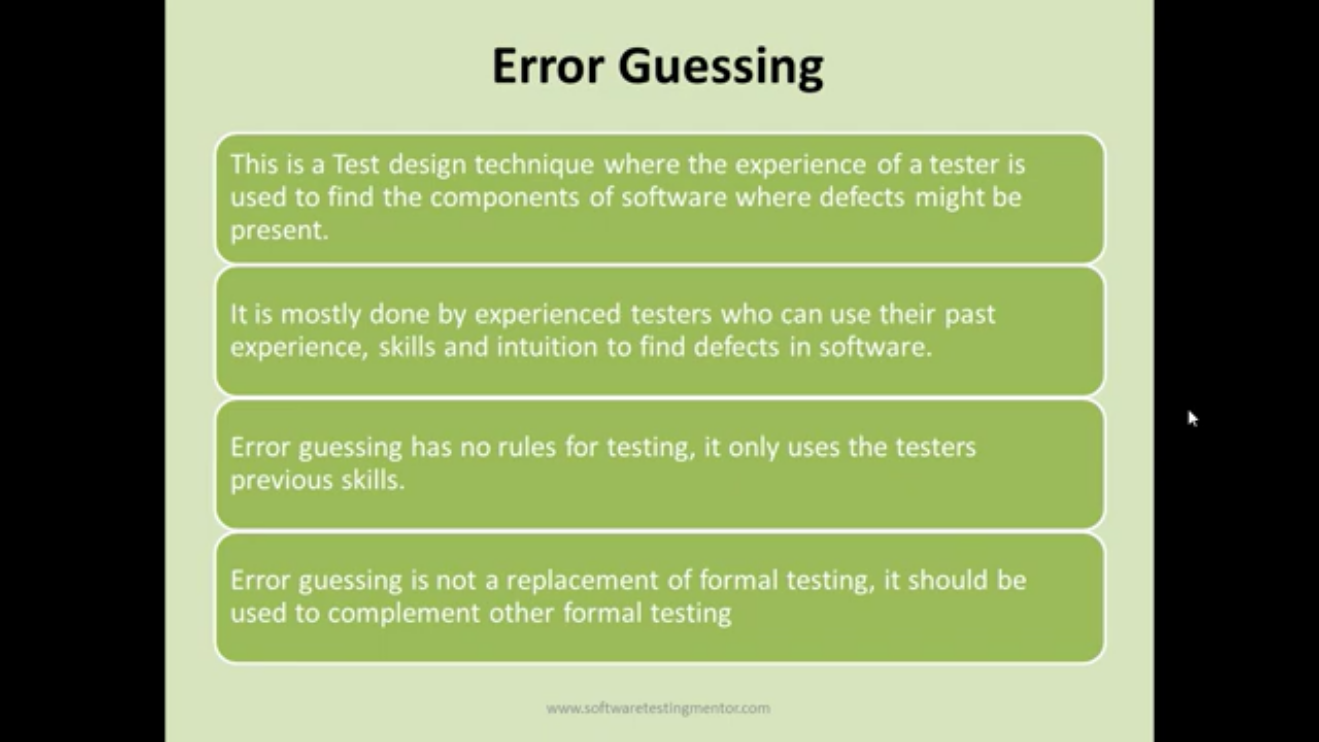 Error Guessing
This is a Test design technique where the experience of a tester is
used to find the components of software where defects might be
present.
It is mostly done by experienced testers who can use their past
experience, skills and intuition to find defects in software.
Error guessing has no rules for testing, it only uses the testers
previous skills.
Error guessing is not a replacement of formal testing, it should be
used to complement other formal testing
www.softwaretestingmentor.com